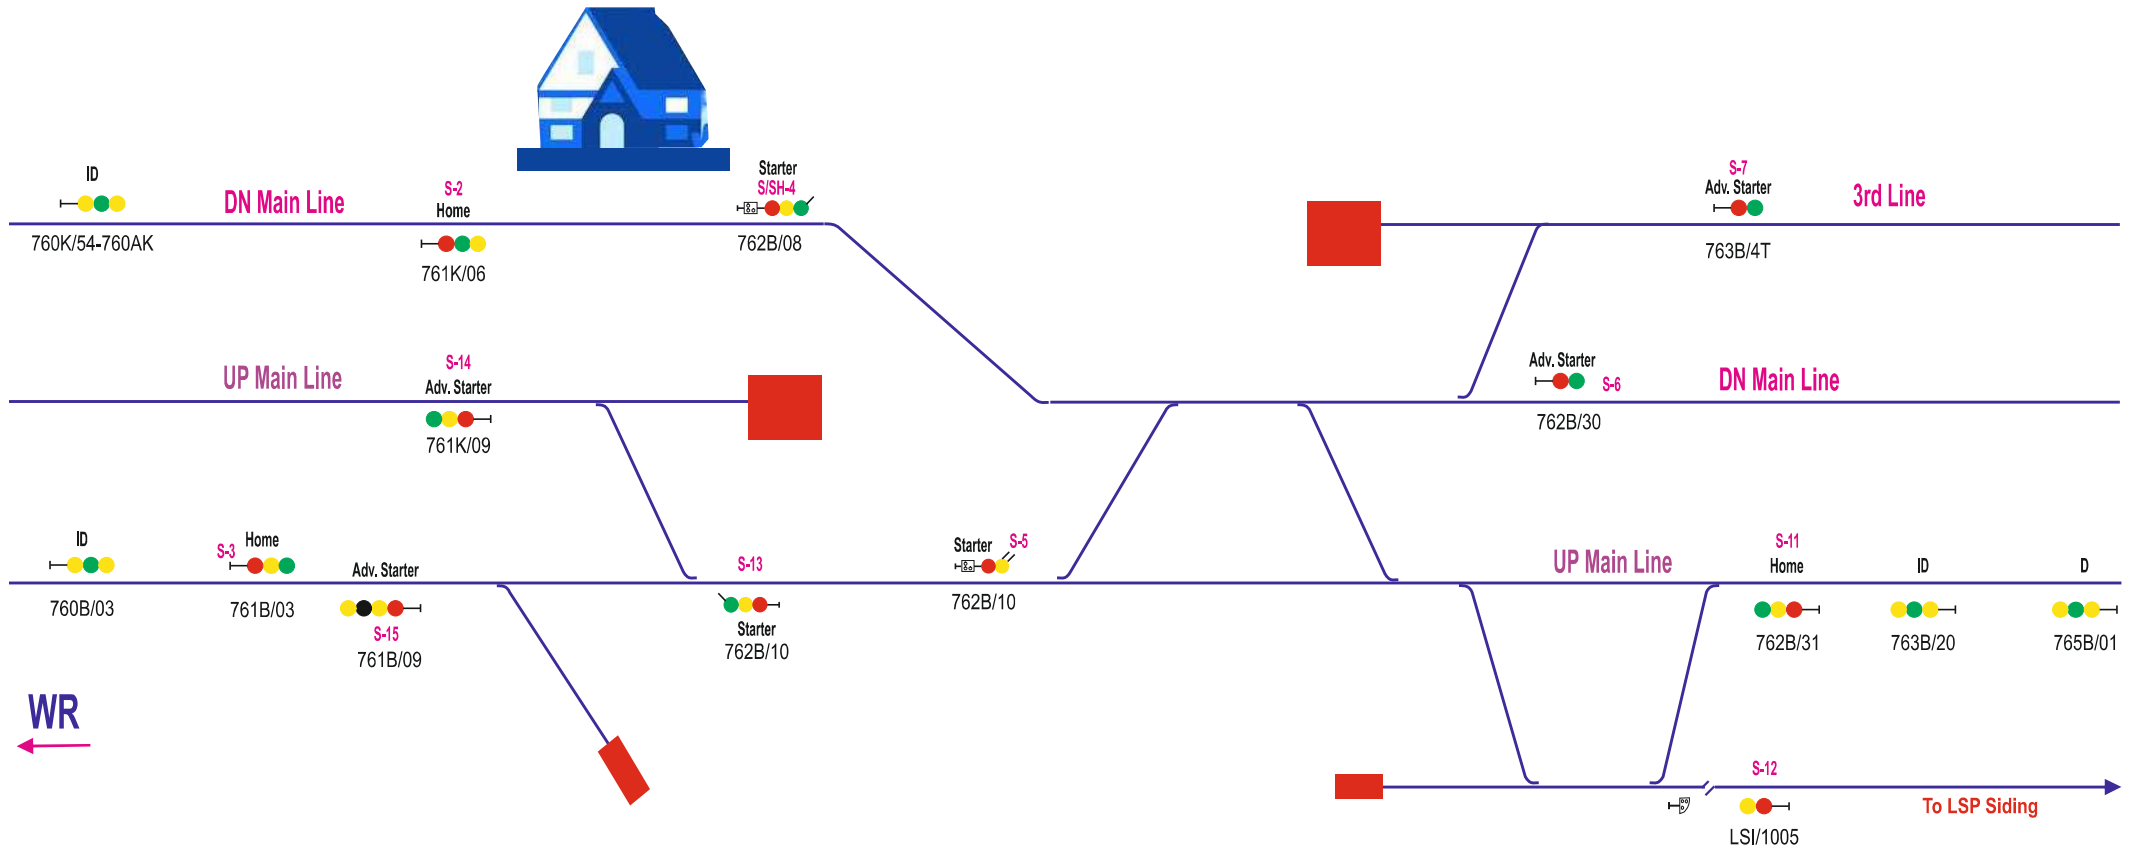 ID
DN Main Line
760K/54-760AK
S-2
Home
761K/06
Starter
S/SH-4
762B/08
S-7
Adv. Starter
763B/4T
3rd Line
UP Main Line
S-14
Adv. Starter
761K/09
Adv. Starter
S-6
762B/30
DN Main Line
ID
760B/03
S-3
Home
761B/03
Adv. Starter
S-15
761B/09
S-13
Starter
762B/10
Starter
S-5
762B/10
UP Main Line
S-11
Home
762B/31
ID
763B/20
D
765B/01
WR
S-12
LSI/1005
To LSP Siding